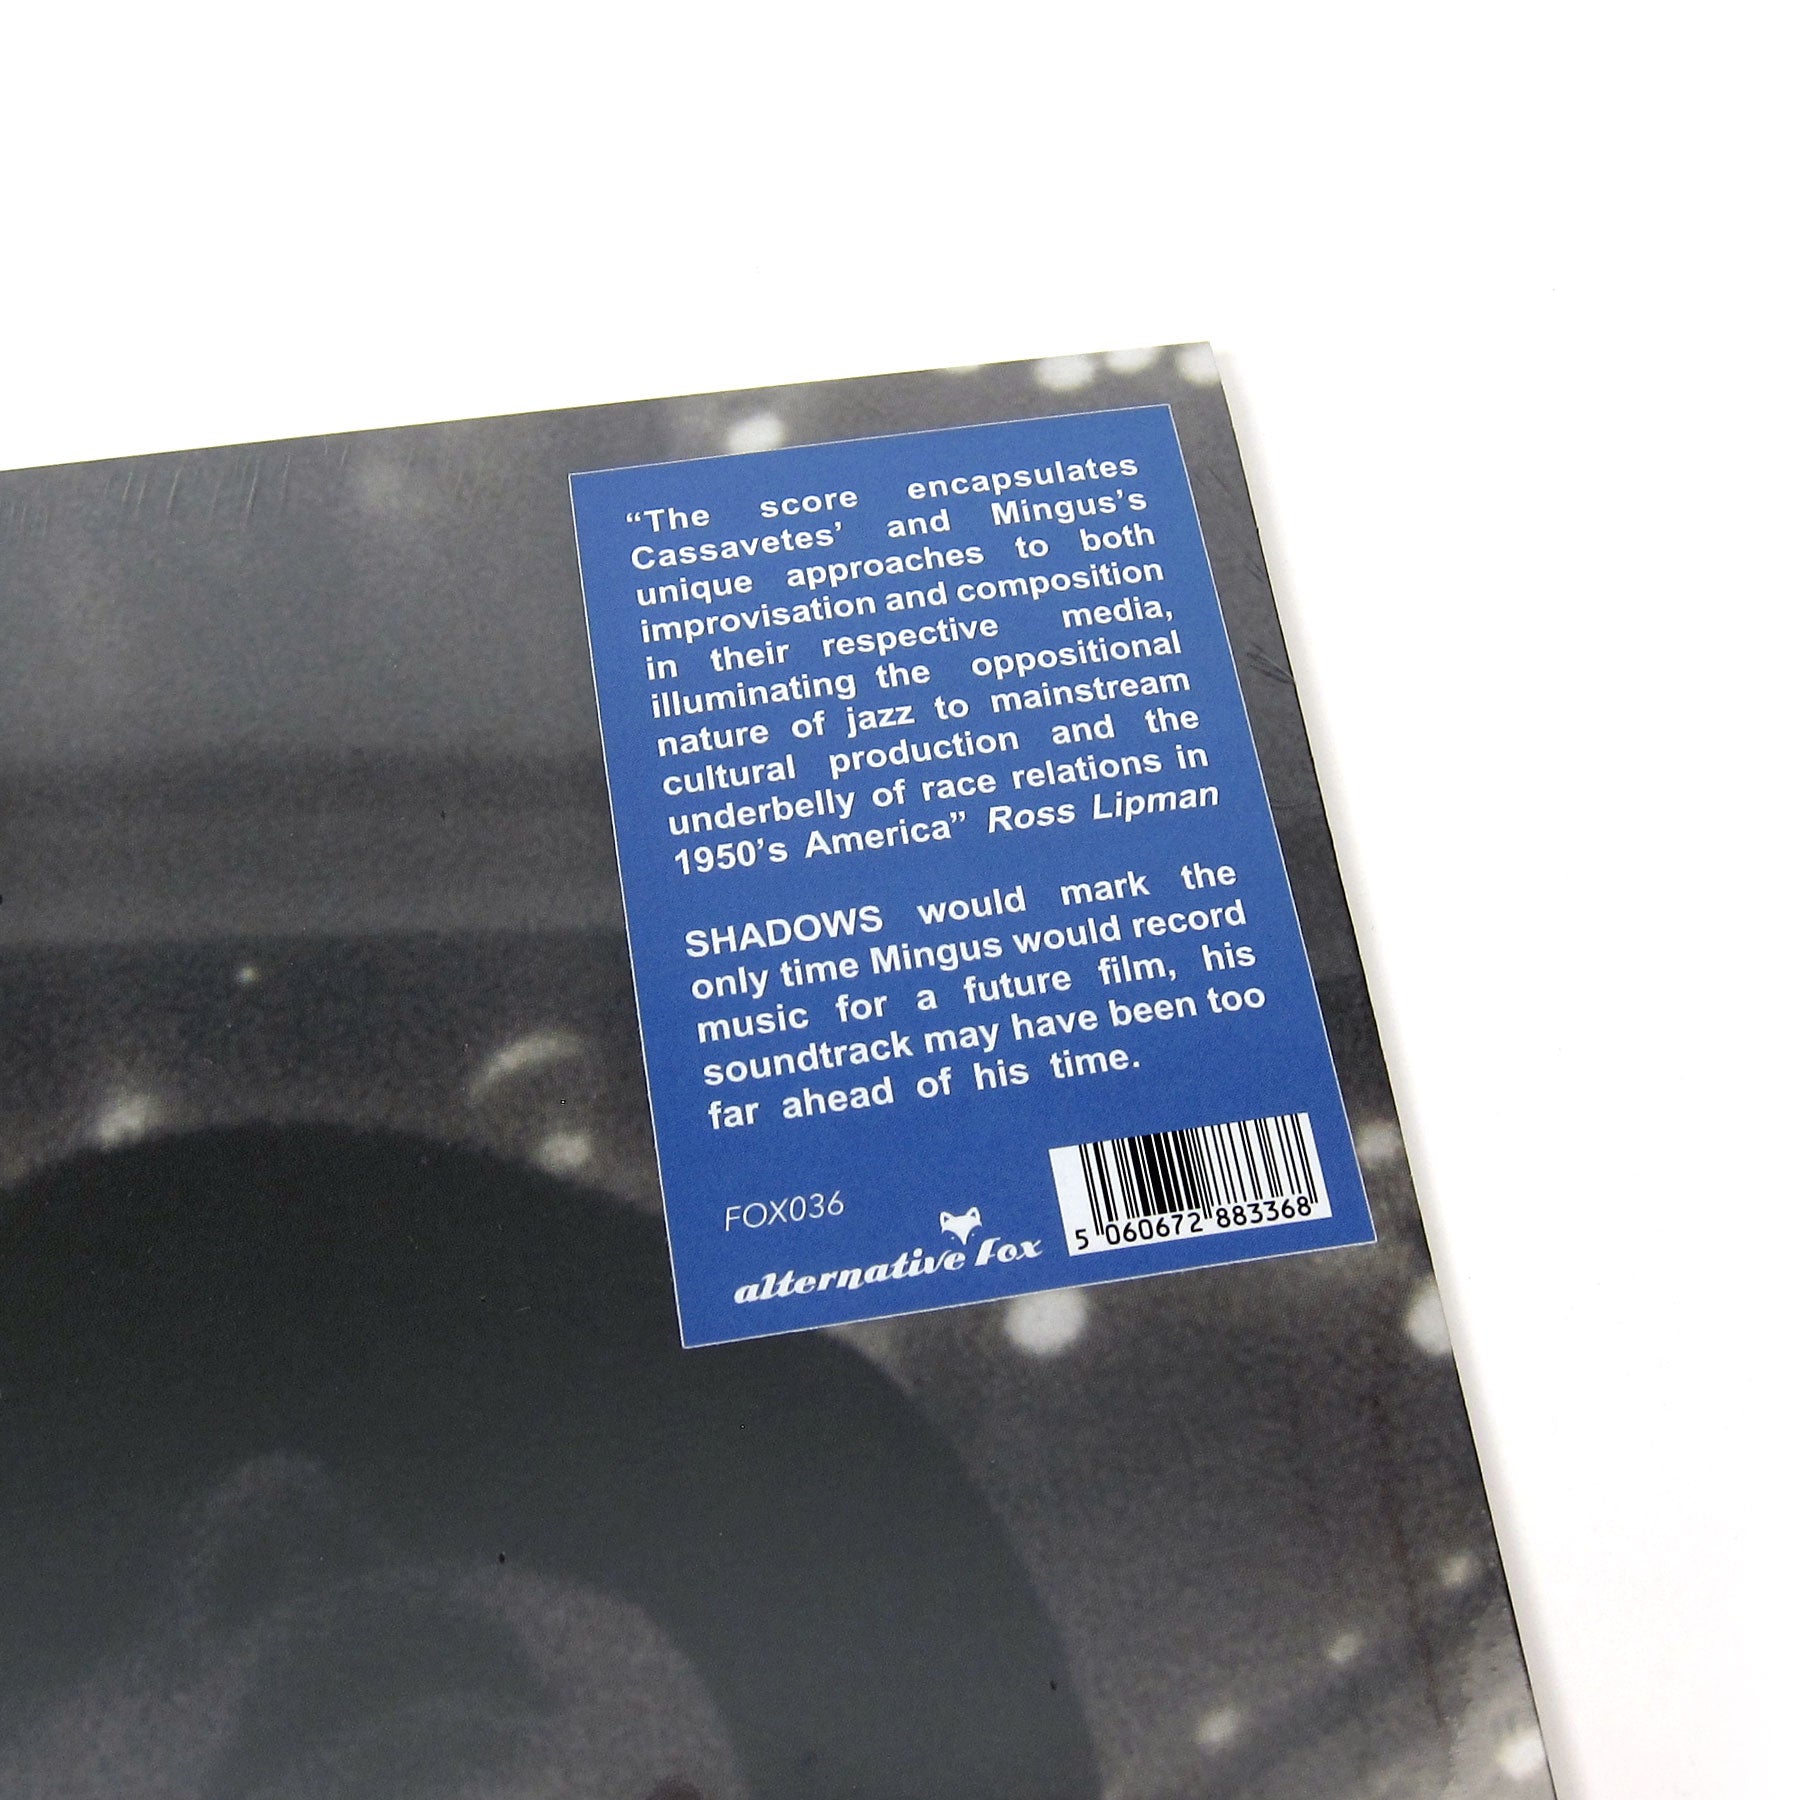 “The score encapsulates
Cassavetes’ and Mingus’s
unique approaches to both
improvisation and composition
in their respective media,
illuminating the oppositional
nature of jazz to mainstream
cultural production and the
underbelly of race relations in
1950’s America” Ross Lipman
SHADOWS would mark the
only time Mingus would record
music for a future film, his
soundtrack may have been too
far ahead of his time.
FOX036
alternative fox
5 060672 883368